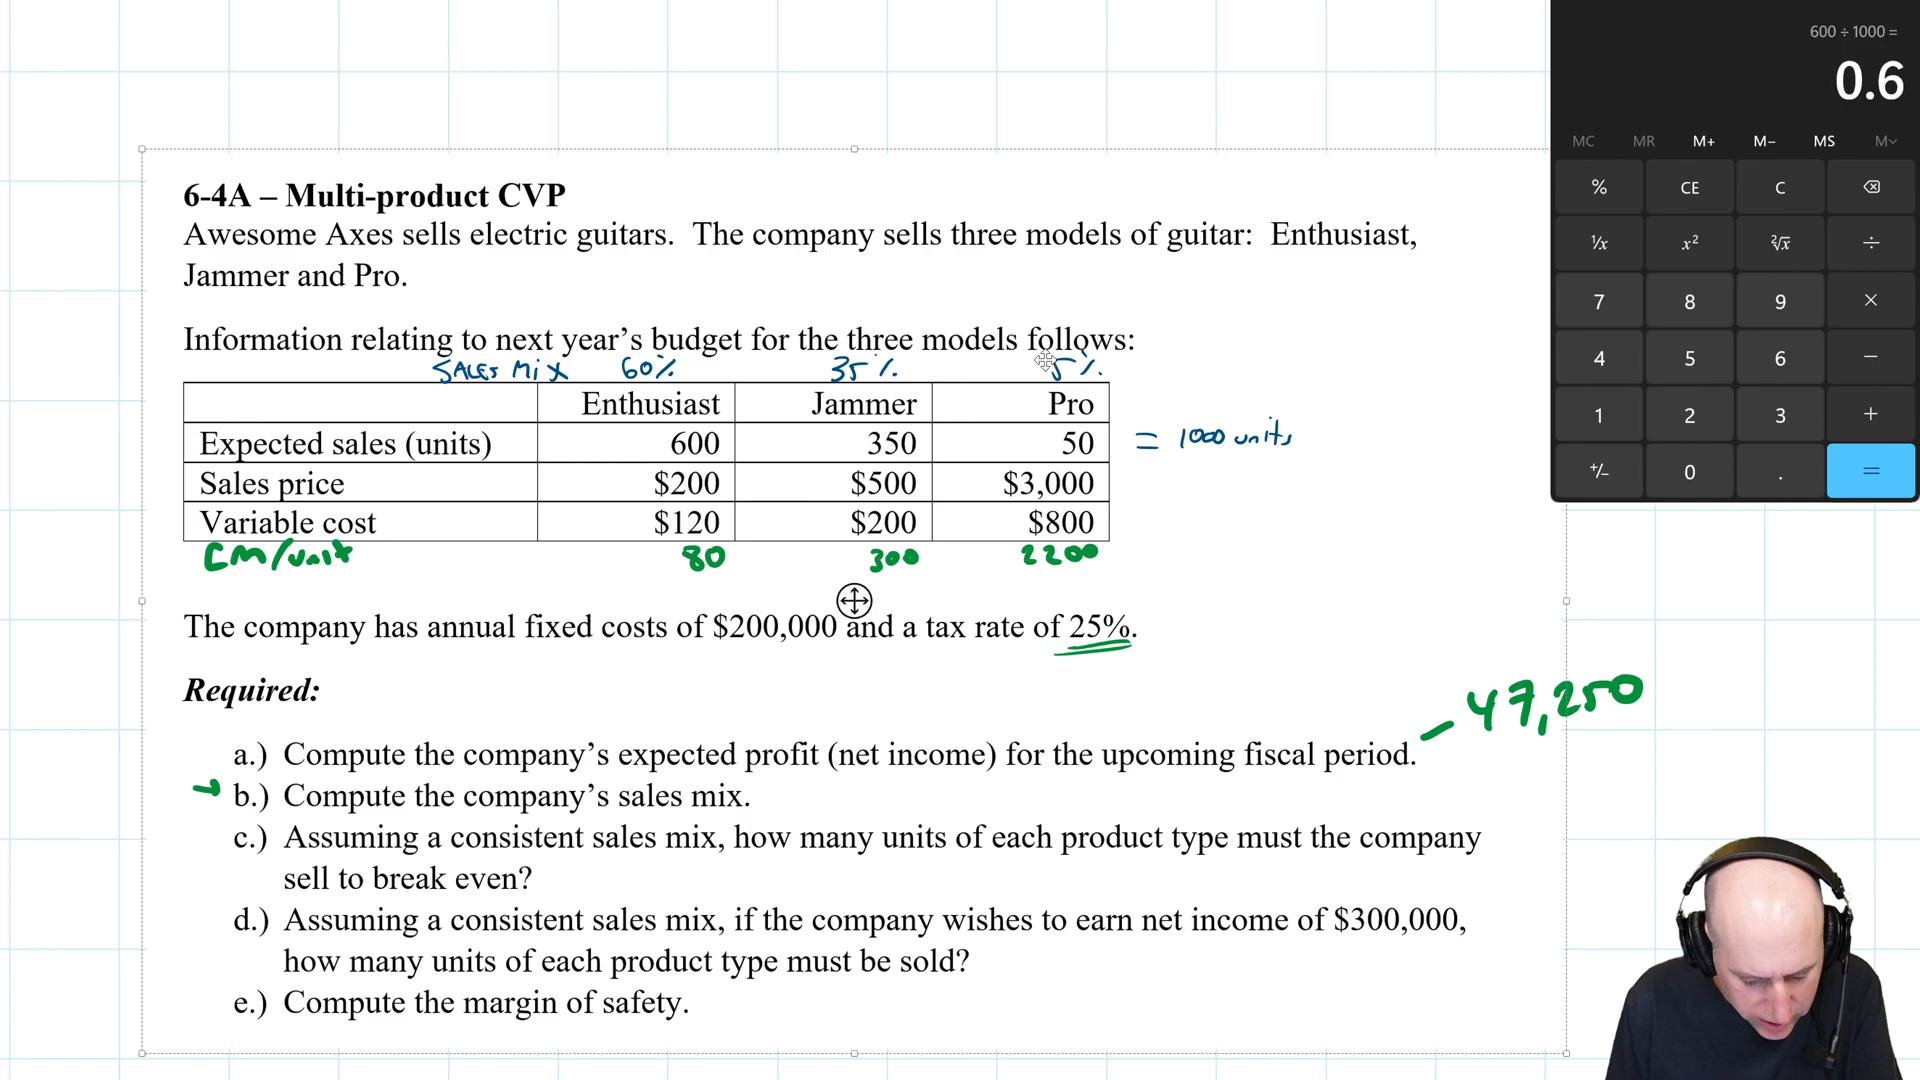 600 ÷ 1000 =
0.6
MC MR M+ M− MS M˅
% CE C ⌫
¹/x x² ²√x ÷
7 8 9 ×
4 5 6 −
1 2 3 +
+/− 0 . =
6-4A – Multi-product CVP
Awesome Axes sells electric guitars. The company sells three models of guitar: Enthusiast,
Jammer and Pro.
Information relating to next year’s budget for the three models follows:
SALES MIX 60% 35% 5%
Enthusiast Jammer Pro
Expected sales (units) 600 350 50 = 1000 units
Sales price $200 $500 $3,000
Variable cost $120 $200 $800
CM/unit 80 300 2200
The company has annual fixed costs of $200,000 and a tax rate of 25%.
Required:
a.) Compute the company’s expected profit (net income) for the upcoming fiscal period. – 47,250
b.) Compute the company’s sales mix.
c.) Assuming a consistent sales mix, how many units of each product type must the company
sell to break even?
d.) Assuming a consistent sales mix, if the company wishes to earn net income of $300,000,
how many units of each product type must be sold?
e.) Compute the margin of safety.